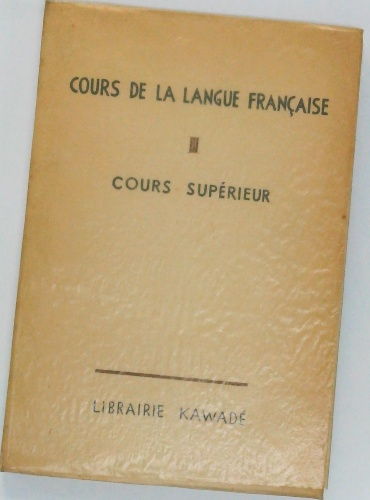 COURS DE LA LANGUE FRANÇAISE
III
COURS SUPÉRIEUR
LIBRAIRIE KAWADÉ